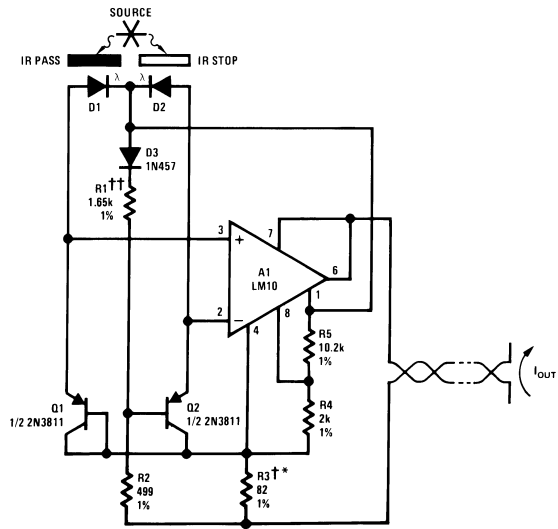 SOURCE
IR PASS
IR STOP
λ
λ
D1
D2
D3
1N457
R1††
1.65k
1%
3
+
7
A1
LM10
6
1
2
−
4
8
R5
10.2k
1%
Q1
1/2 2N3811
Q2
1/2 2N3811
R4
2k
1%
IOUT
R2
499
1%
R3†*
82
1%